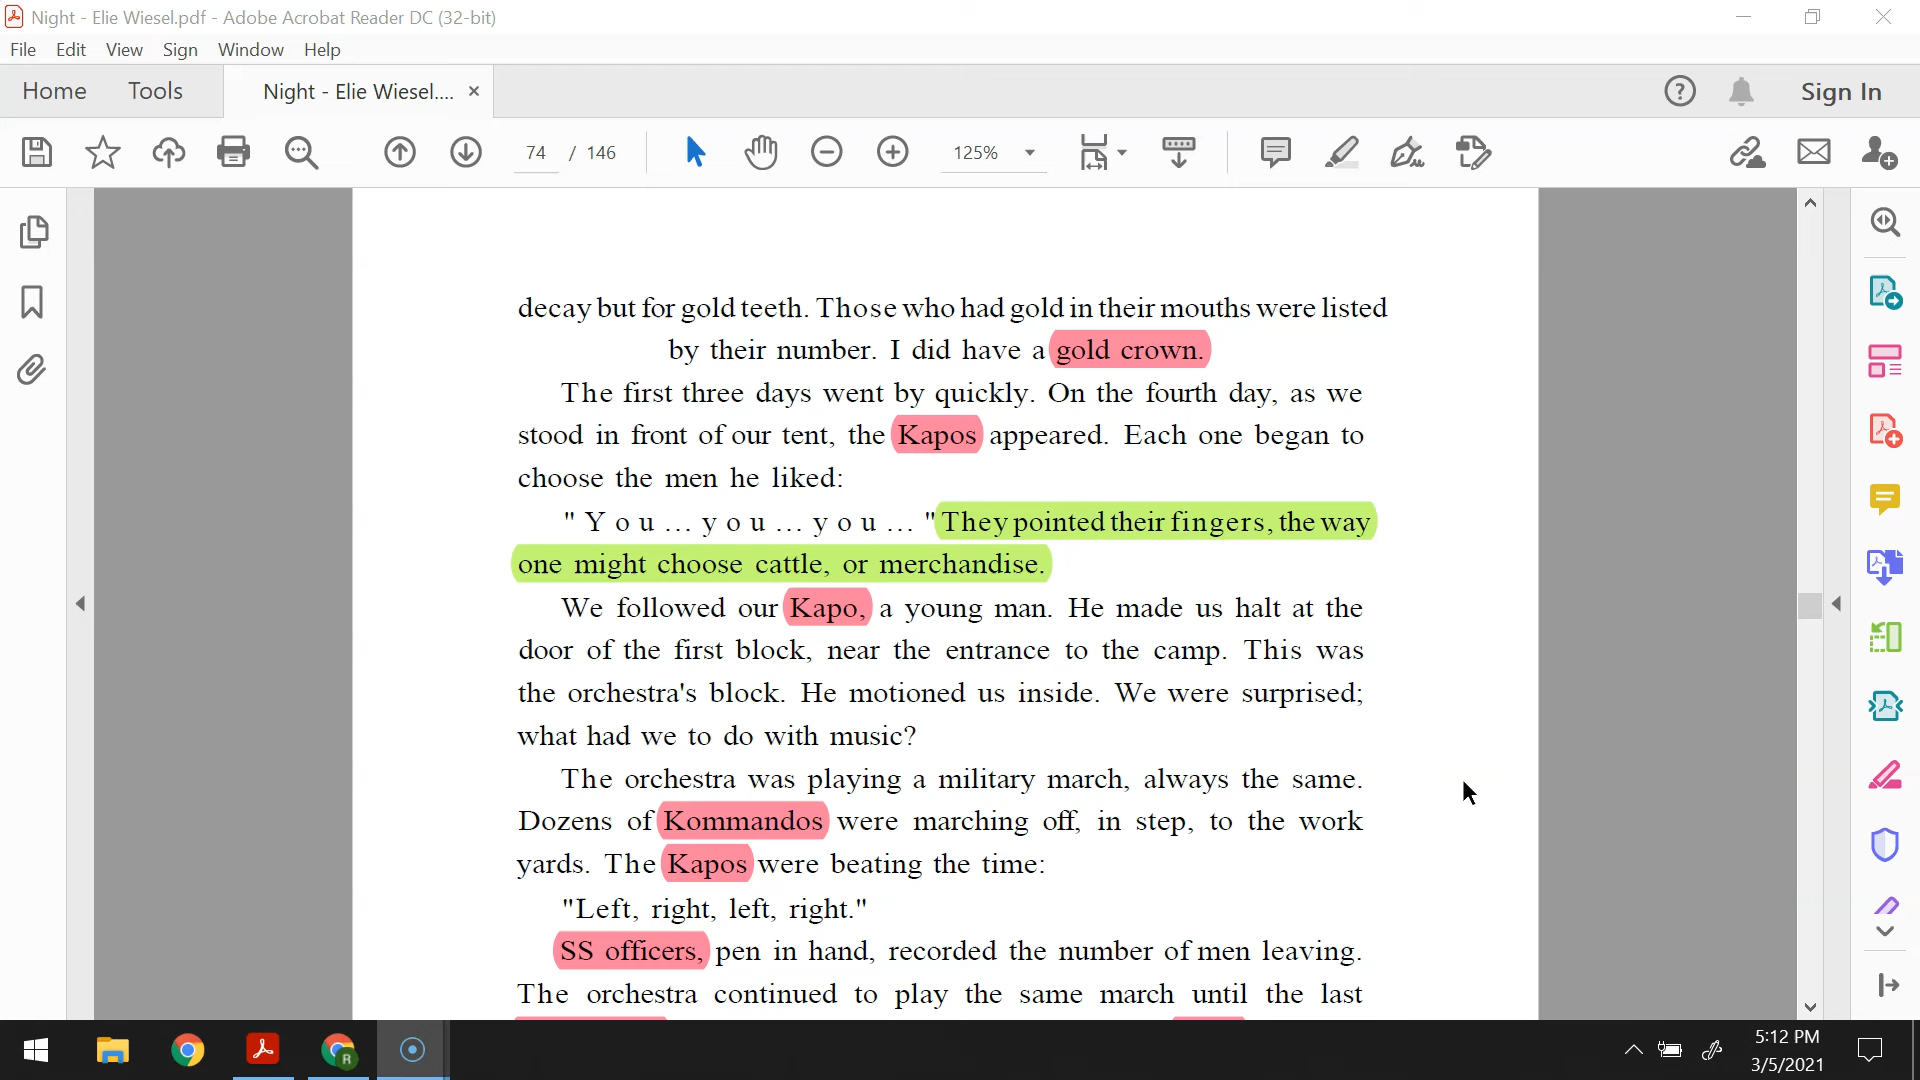 Night - Elie Wiesel.pdf - Adobe Acrobat Reader DC (32-bit)
File Edit View Sign Window Help
Home Tools Night - Elie Wiesel.... × Sign In
74 / 146 125%
decay but for gold teeth. Those who had gold in their mouths were listed
by their number. I did have a gold crown.
The first three days went by quickly. On the fourth day, as we
stood in front of our tent, the Kapos appeared. Each one began to
choose the men he liked:
"You...you...you..." They pointed their fingers, the way
one might choose cattle, or merchandise.
We followed our Kapo, a young man. He made us halt at the
door of the first block, near the entrance to the camp. This was
the orchestra's block. He motioned us inside. We were surprised;
what had we to do with music?
The orchestra was playing a military march, always the same.
Dozens of Kommandos were marching off, in step, to the work
yards. The Kapos were beating the time:
"Left, right, left, right."
SS officers, pen in hand, recorded the number of men leaving.
The orchestra continued to play the same march until the last
R
5:12 PM
3/5/2021